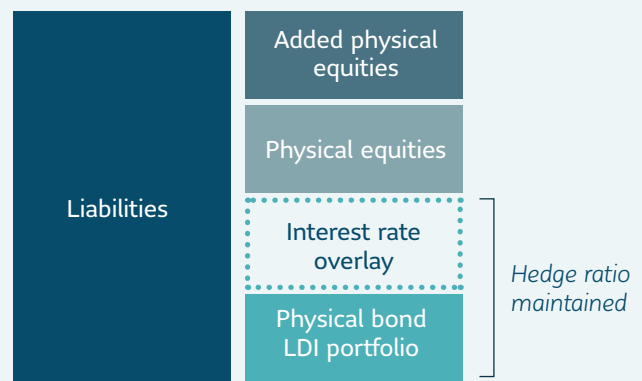 Liabilities
Added physical
equities
Physical equities
Interest rate
overlay
Physical bond
LDI portfolio
Hedge ratio
maintained